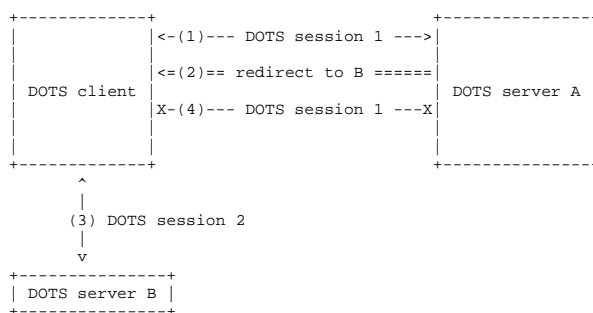 <-(1)--- DOTS session 1 --->
<=(2)== redirect to B ======
DOTS client
DOTS server A
X-(4)--- DOTS session 1 ---X
^
(3) DOTS session 2
v
DOTS server B